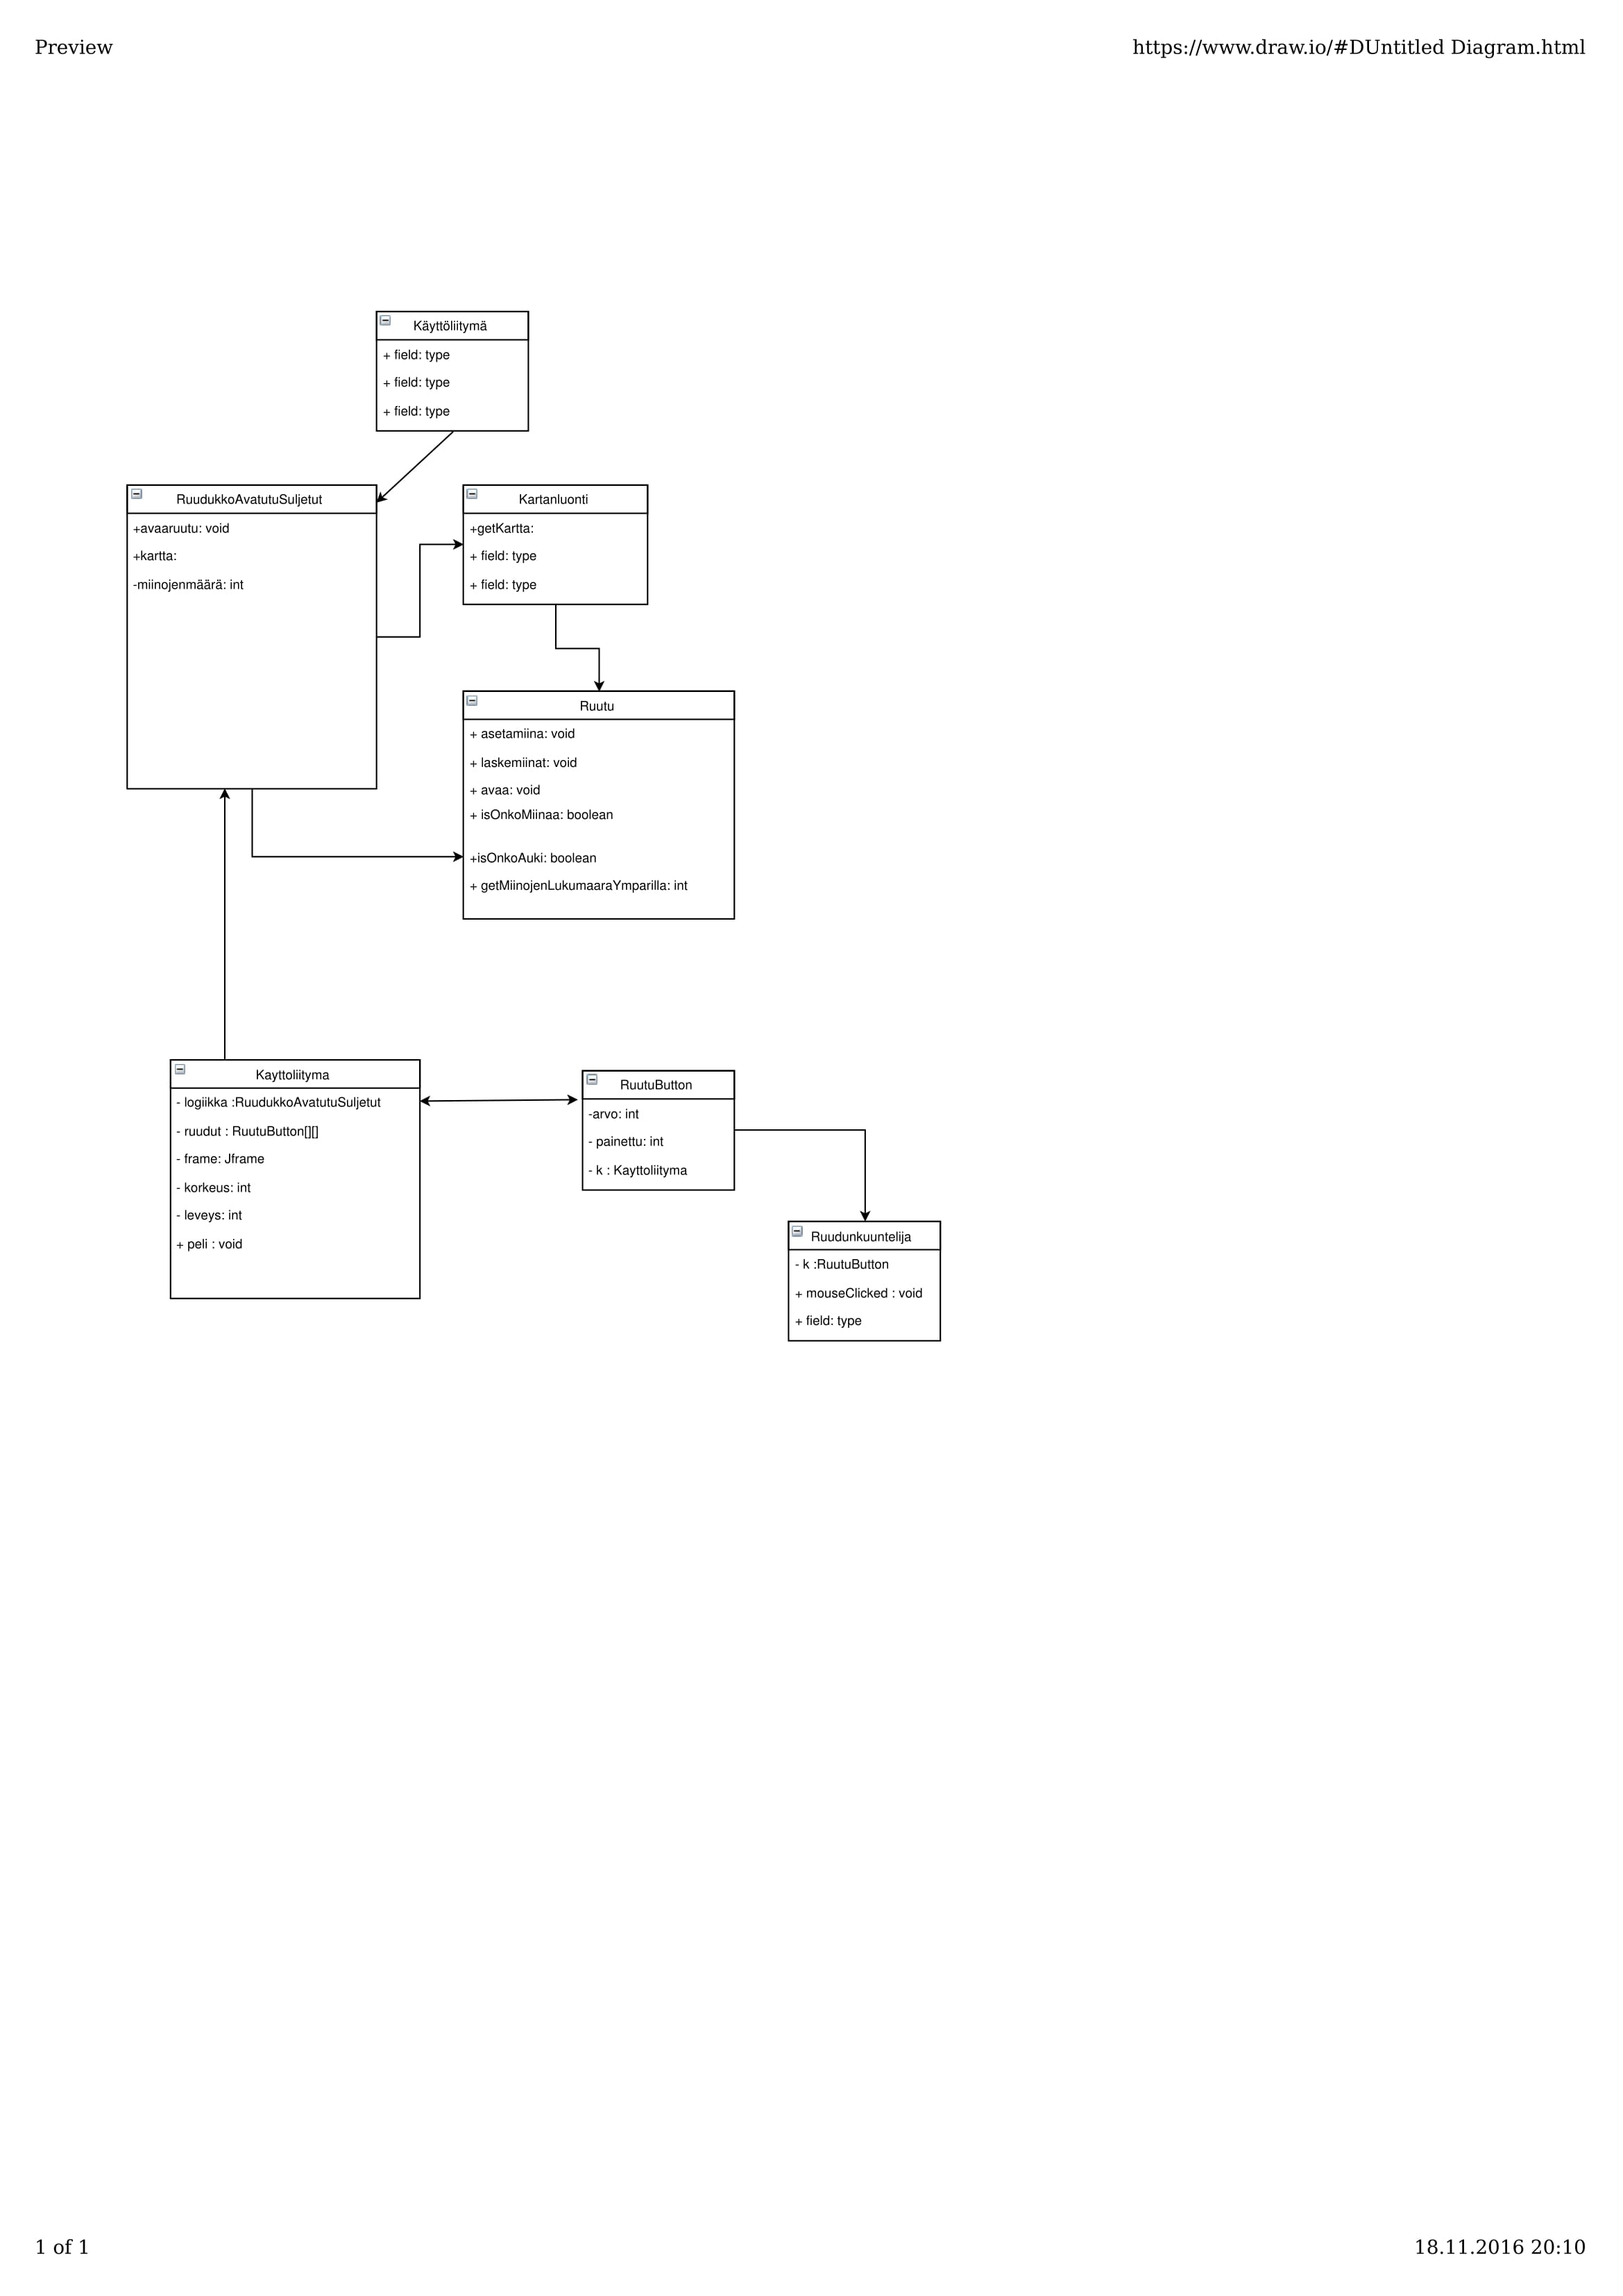 Preview
https://www.draw.io/#DUntitled Diagram.html
Käyttöliitymä
+ field: type
+ field: type
+ field: type
RuudukkoAvatutuSuljetut
+avaaruutu: void
+kartta:
-miinojenmäärä: int
Kartanluonti
+getKartta:
+ field: type
+ field: type
Ruutu
+ asetamiina: void
+ laskemiinat: void
+ avaa: void
+ isOnkoMiinaa: boolean
+isOnkoAuki: boolean
+ getMiinojenLukumaaraYmparilla: int
Kayttoliityma
- logiikka :RuudukkoAvatutuSuljetut
- ruudut : RuutuButton[][]
- frame: Jframe
- korkeus: int
- leveys: int
+ peli : void
RuutuButton
-arvo: int
- painettu: int
- k : Kayttoliityma
Ruudunkuuntelija
- k :RuutuButton
+ mouseClicked : void
+ field: type
1 of 1
18.11.2016 20:10